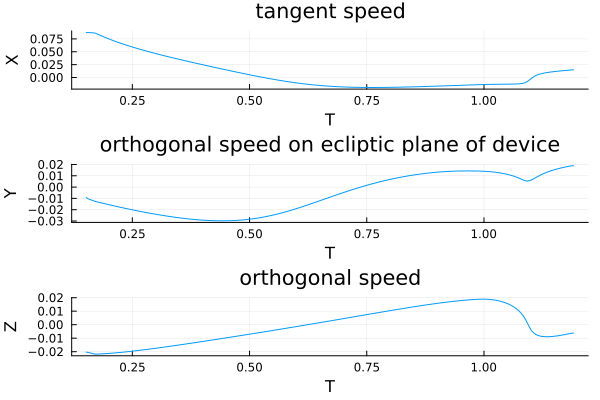 tangent speed
0.075
0.050
0.025
0.000
X
0.25 0.50 0.75 1.00
T
orthogonal speed on ecliptic plane of device
0.02
0.01
0.00
−0.01
−0.02
−0.03
Y
0.25 0.50 0.75 1.00
T
orthogonal speed
0.02
0.01
0.00
−0.01
−0.02
Z
0.25 0.50 0.75 1.00
T